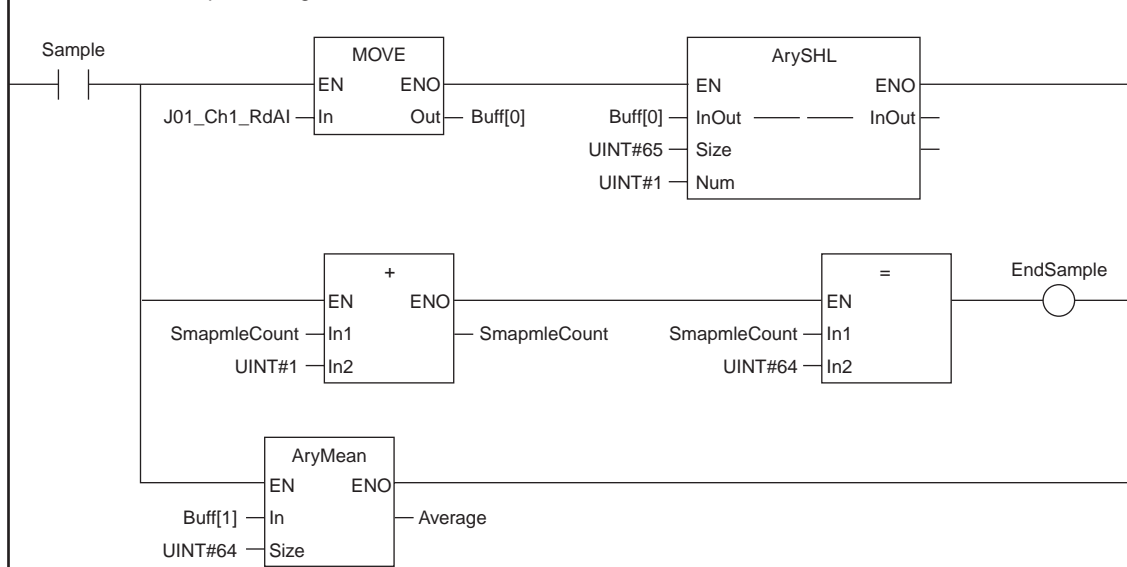 Sample
MOVE
EN ENO
J01_Ch1_RdAI In Out Buff[0]
ArySHL
EN ENO
Buff[0] InOut InOut
UINT#65 Size
UINT#1 Num
+
EN ENO
SmapmleCount In1 SmapmleCount
UINT#1 In2
=
EN
SmapmleCount In1
UINT#64 In2
EndSample
AryMean
EN ENO
Buff[1] In Average
UINT#64 Size